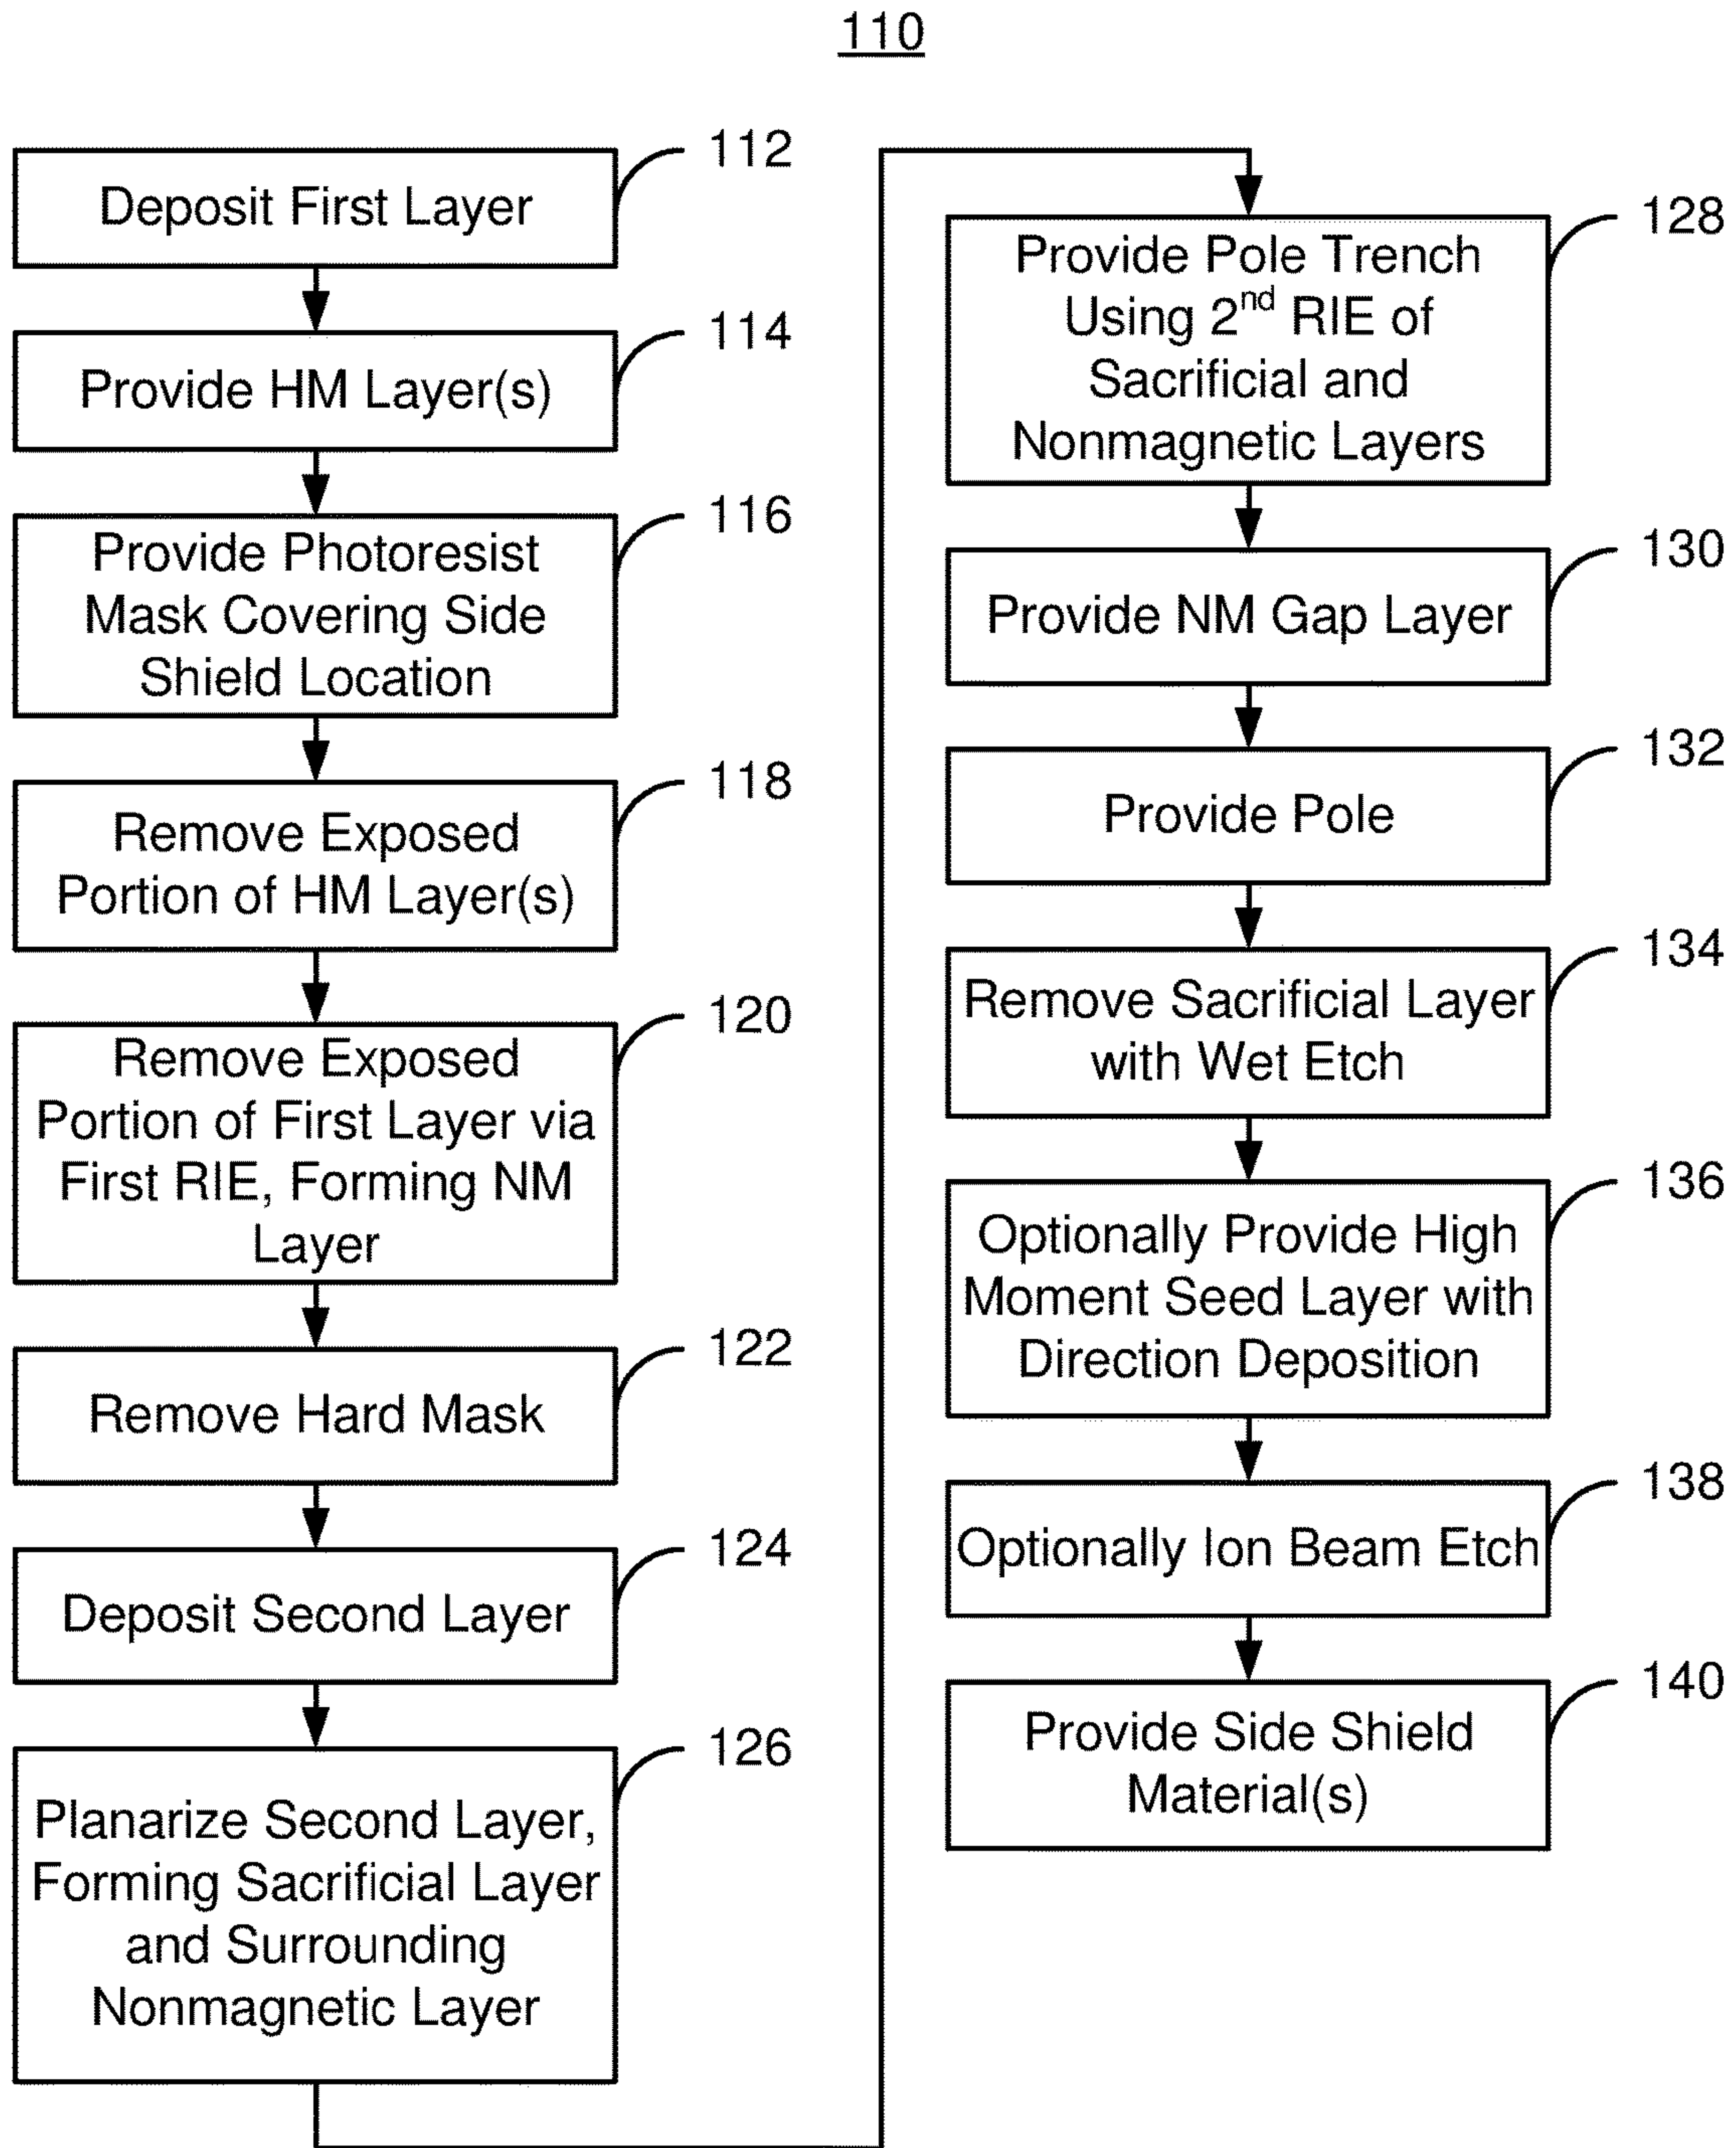 110
112
Deposit First Layer
114
Provide HM Layer(s)
116
Provide Photoresist
Mask Covering Side
Shield Location
118
Remove Exposed
Portion of HM Layer(s)
120
Remove Exposed
Portion of First Layer via
First RIE, Forming NM
Layer
122
Remove Hard Mask
124
Deposit Second Layer
126
Planarize Second Layer,
Forming Sacrificial Layer
and Surrounding
Nonmagnetic Layer
128
Provide Pole Trench
Using 2nd RIE of
Sacrificial and
Nonmagnetic Layers
130
Provide NM Gap Layer
132
Provide Pole
134
Remove Sacrificial Layer
with Wet Etch
136
Optionally Provide High
Moment Seed Layer with
Direction Deposition
138
Optionally Ion Beam Etch
140
Provide Side Shield
Material(s)